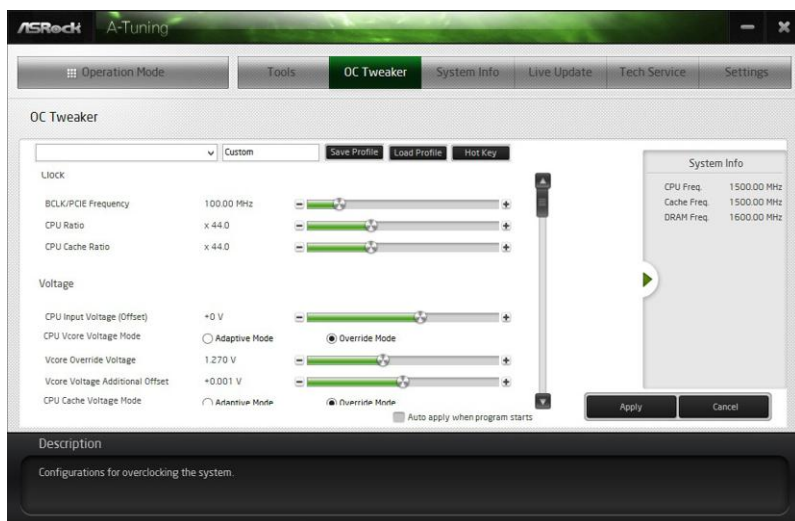 ASRock A-Tuning
Operation Mode Tools OC Tweaker System Info Live Update Tech Service Settings
OC Tweaker
Custom Save Profile Load Profile Hot Key
Clock
BCLK/PCIE Frequency 100.00 MHz
CPU Ratio x 44.0
CPU Cache Ratio x 44.0
Voltage
CPU Input Voltage (Offset) +0 V
CPU Vcore Voltage Mode Adaptive Mode Override Mode
Vcore Override Voltage 1.270 V
Vcore Voltage Additional Offset +0.001 V
CPU Cache Voltage Mode Adaptive Mode Override Mode
Auto apply when program starts
System Info
CPU Freq. 1500.00 MHz
Cache Freq. 1500.00 MHz
DRAM Freq. 1600.00 MHz
Apply Cancel
Description
Configurations for overclocking the system.